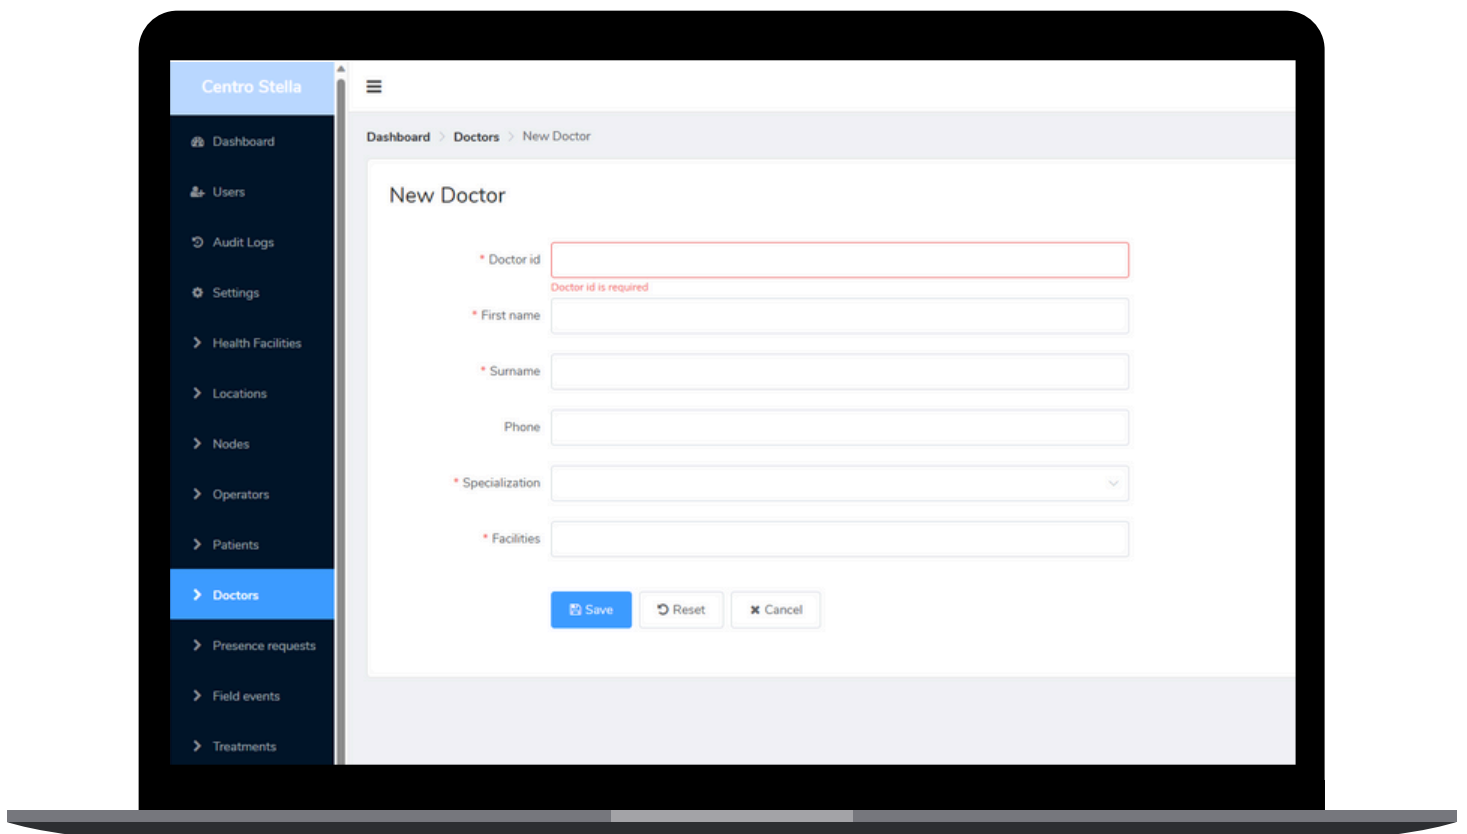 Centro Stella
Dashboard
Users
Audit Logs
Settings
Health Facilities
Locations
Nodes
Operators
Patients
Doctors
Presence requests
Field events
Treatments
Dashboard > Doctors > New Doctor
New Doctor
* Doctor id
Doctor id is required
* First name
* Surname
Phone
* Specialization
* Facilities
Save Reset Cancel